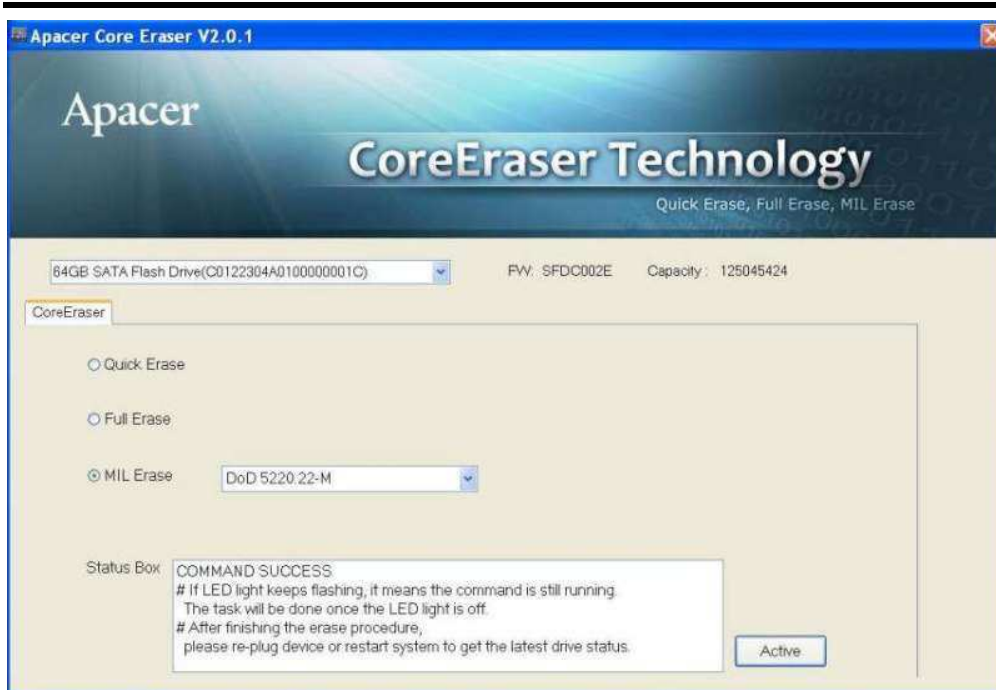 Apacer Core Eraser V2.0.1
Apacer
CoreEraser Technology
Quick Erase, Full Erase, MIL Erase
64GB SATA Flash Drive(C0122304A0100000001C) FW: SFDC002E Capacity : 125045424
CoreEraser
Quick Erase
Full Erase
MIL Erase DoD 5220.22-M
Status Box
COMMAND SUCCESS
# If LED light keeps flashing, it means the command is still running.
The task will be done once the LED light is off.
# After finishing the erase procedure,
please re-plug device or restart system to get the latest drive status.
Active